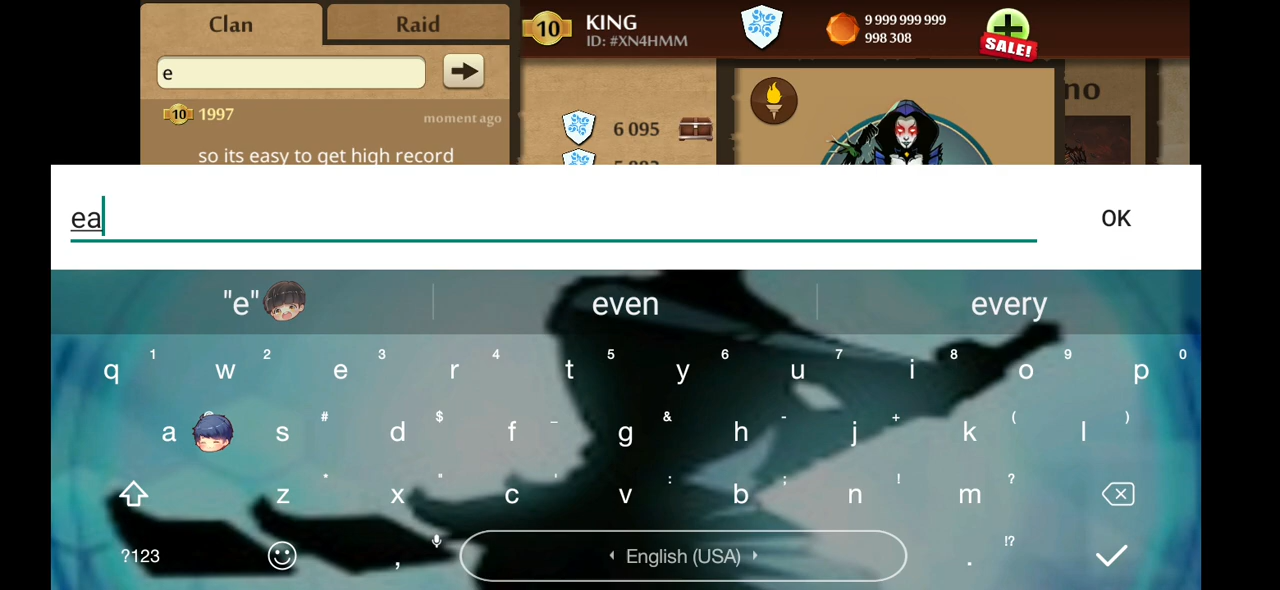 Clan
Raid
10
KING
ID: #XN4HMM
9 999 999 999
998 308
SALE!
e
10 1997
moment ago
so its easy to get high record
6 095
no
ea
OK
"e"
even
every
1 2 3 4 5 6 7 8 9 0
q w e r t y u i o p
# $ _ & - + ( )
a s d f g h j k l
* " ' : ; ! ?
z x c v b n m
?123
,
English (USA)
.
!?